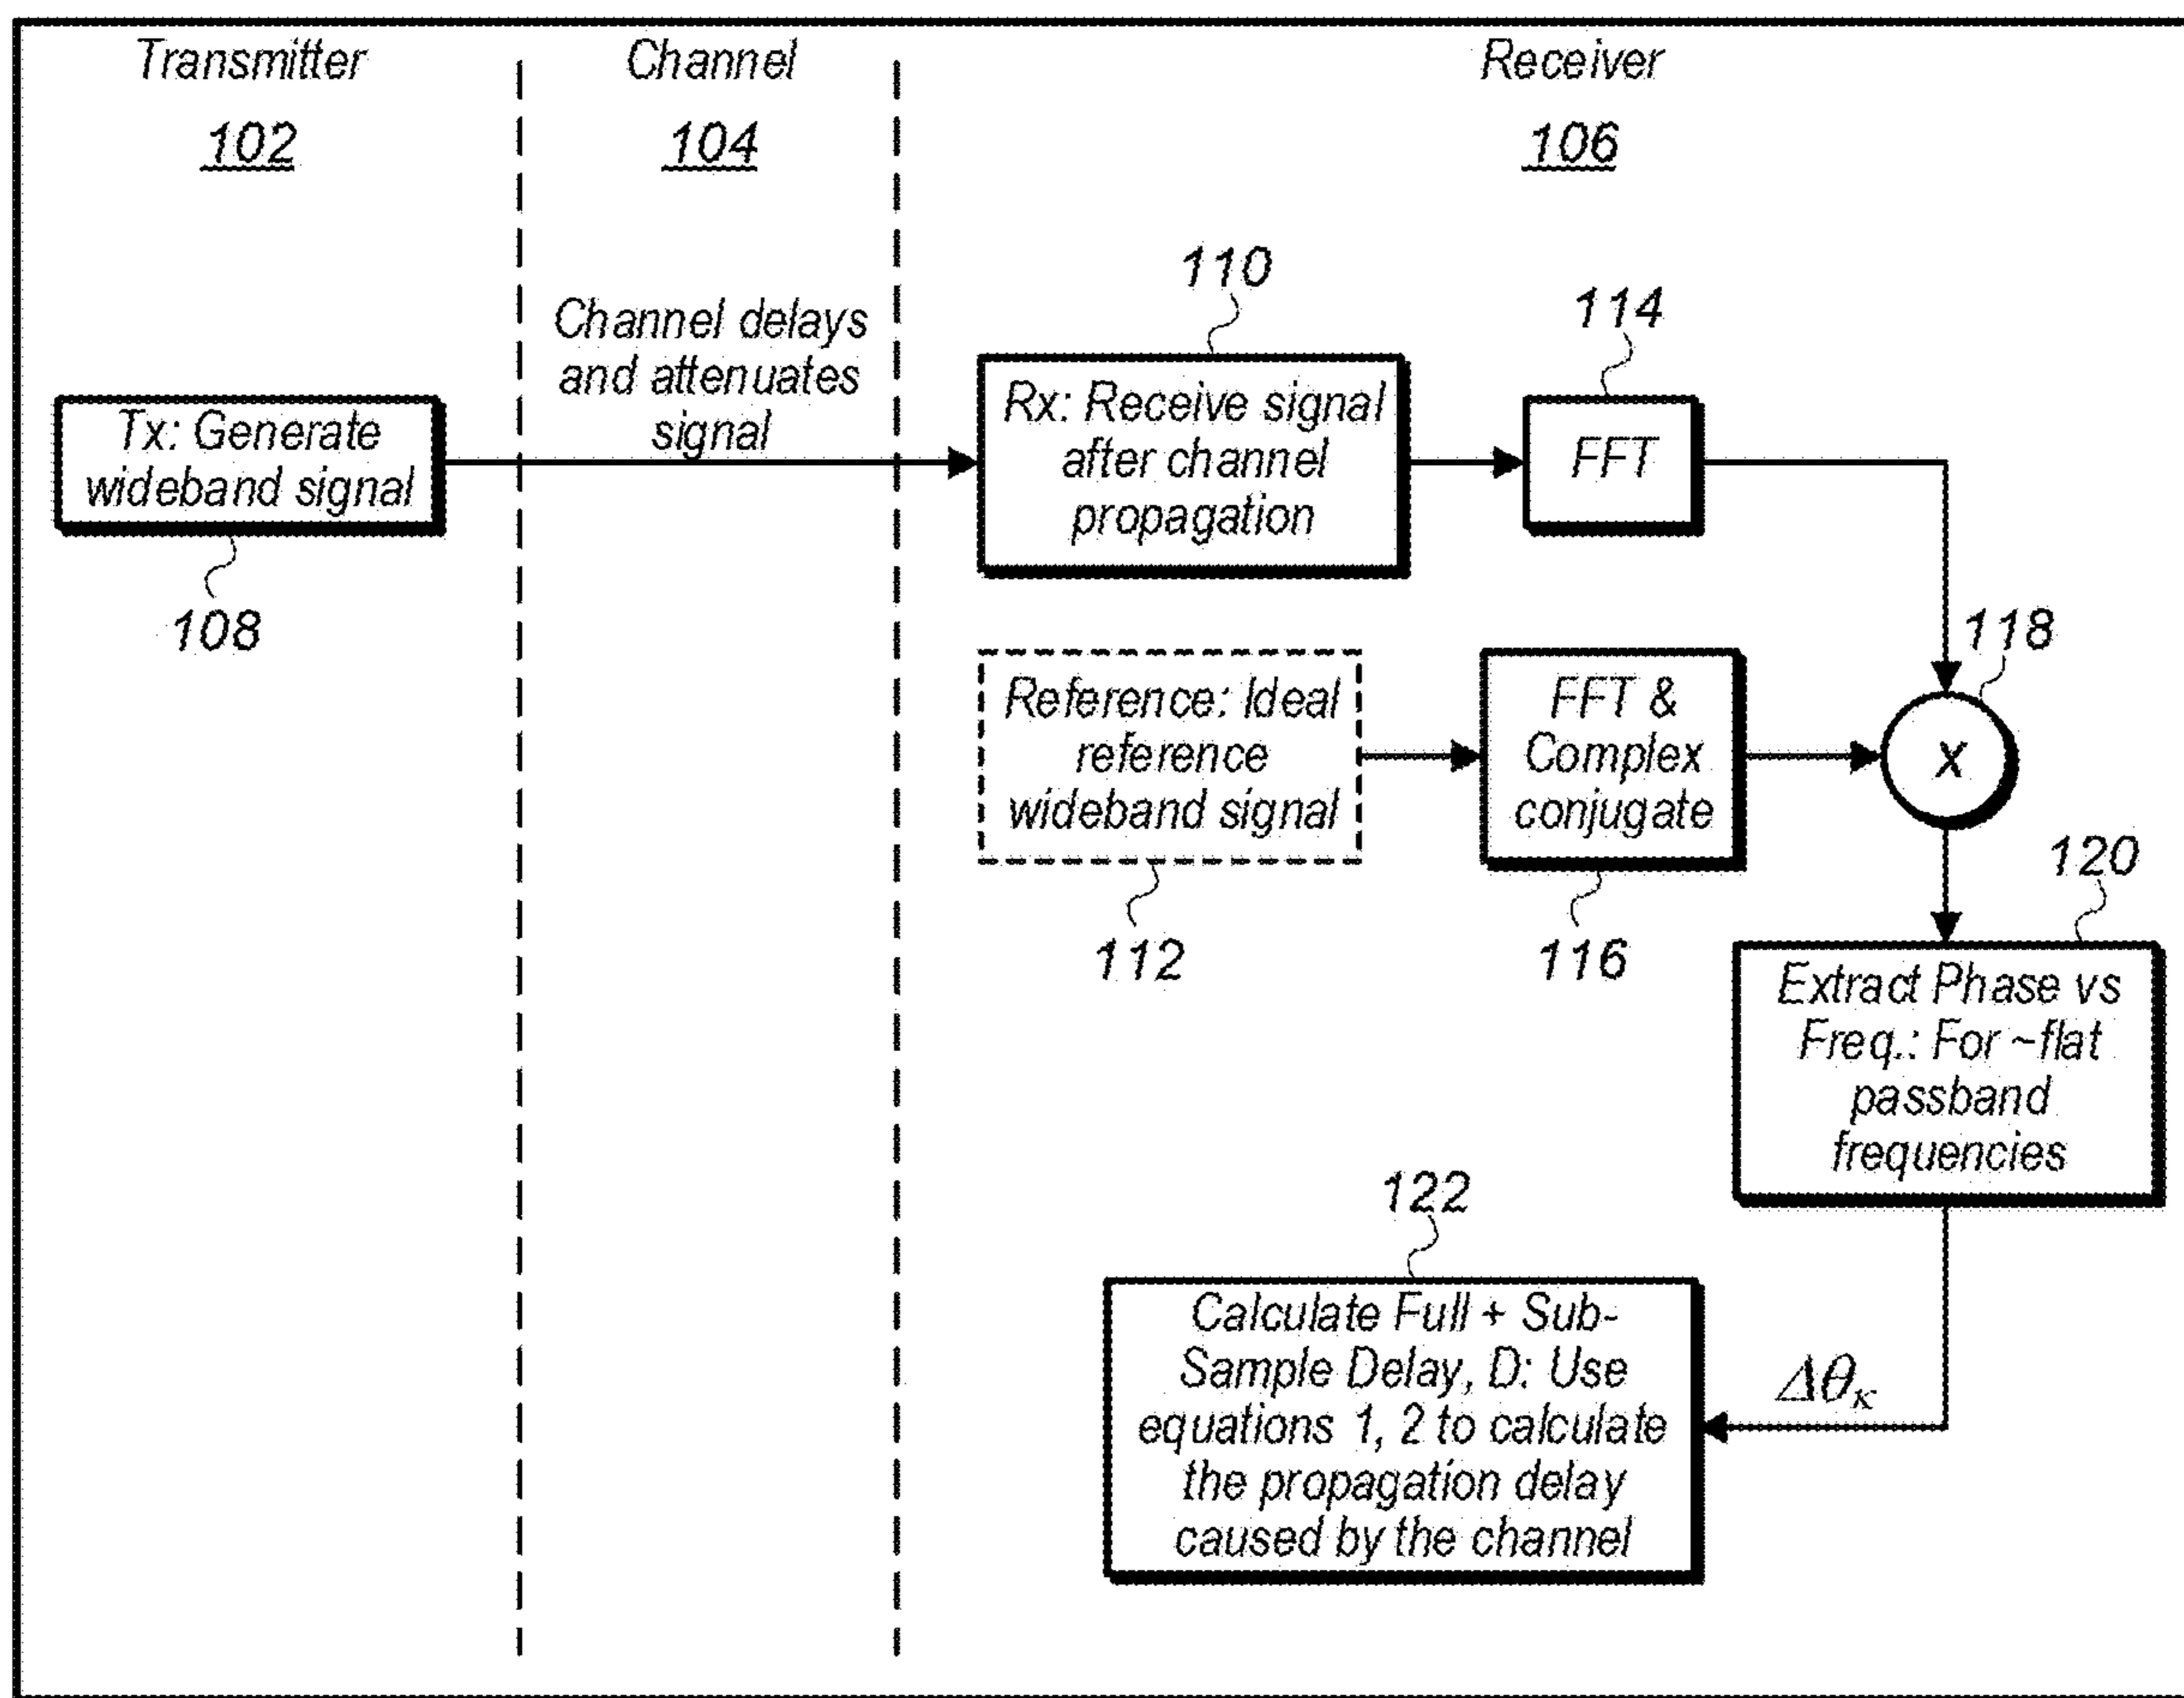 Transmitter
102
Channel
104
Receiver
106
Channel delays
and attenuates
signal
Tx: Generate
wideband signal
108
110
Rx: Receive signal
after channel
propagation
114
FFT
118
x
Reference: Ideal
reference
wideband signal
112
FFT &
Complex
conjugate
116
120
Extract Phase vs
Freq.: For ~flat
passband
frequencies
Δθκ
122
Calculate Full + Sub-
Sample Delay, D: Use
equations 1, 2 to calculate
the propagation delay
caused by the channel